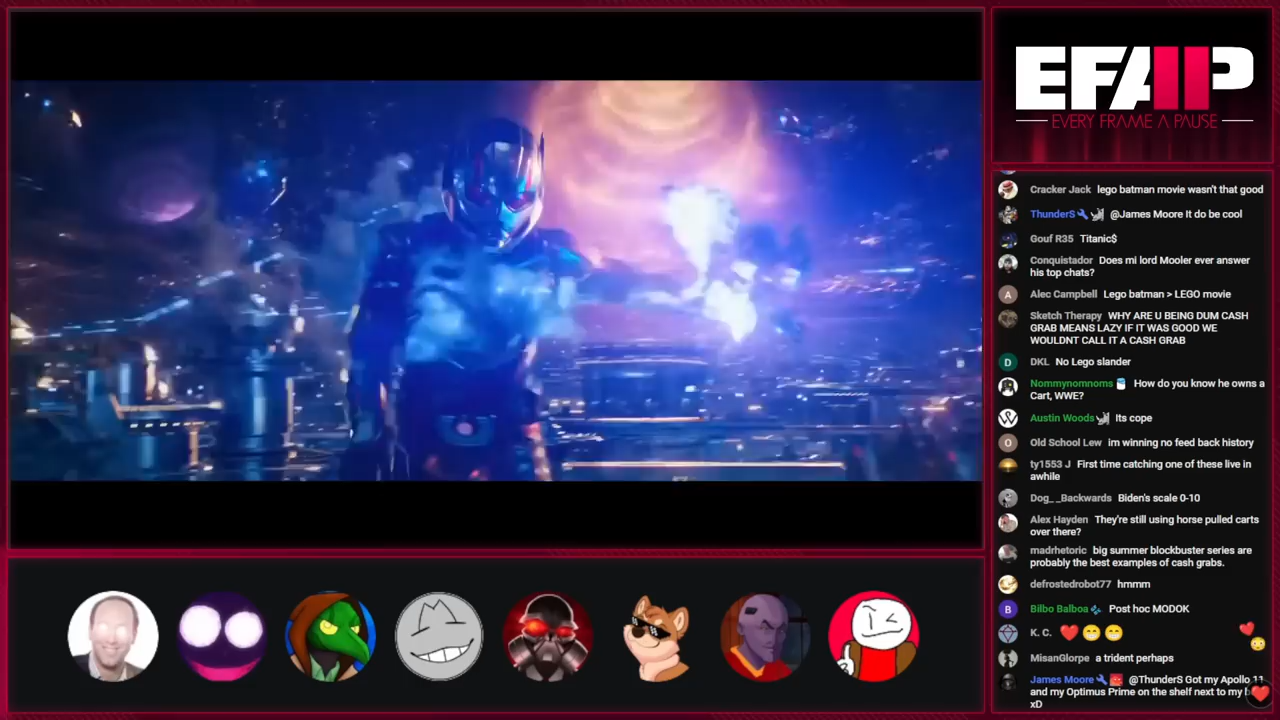 EFAP
EVERY FRAME A PAUSE
Cracker Jack lego batman movie wasn't that good
ThunderS @James Moore It do be cool
Gouf R35 Titanic$
Conquistador Does mi lord Mooler ever answer
his top chats?
A Alec Campbell Lego batman > LEGO movie
Sketch Therapy WHY ARE U BEING DUM CASH
GRAB MEANS LAZY IF IT WAS GOOD WE
WOULDNT CALL IT A CASH GRAB
D DKL No Lego slander
Nommynomnoms How do you know he owns a
Cart, WWE?
Austin Woods Its cope
O Old School Lew im winning no feed back history
ty1553 J First time catching one of these live in
awhile
Dog__Backwards Biden's scale 0-10
Alex Hayden They're still using horse pulled carts
over there?
madrhetoric big summer blockbuster series are
probably the best examples of cash grabs.
defrostedrobot77 hmmm
B Bilbo Balboa Post hoc MODOK
K. C. ❤️😁😁
MisanGlorpe a trident perhaps
James Moore @ThunderS Got my Apollo 11
and my Optimus Prime on the shelf next to my
xD